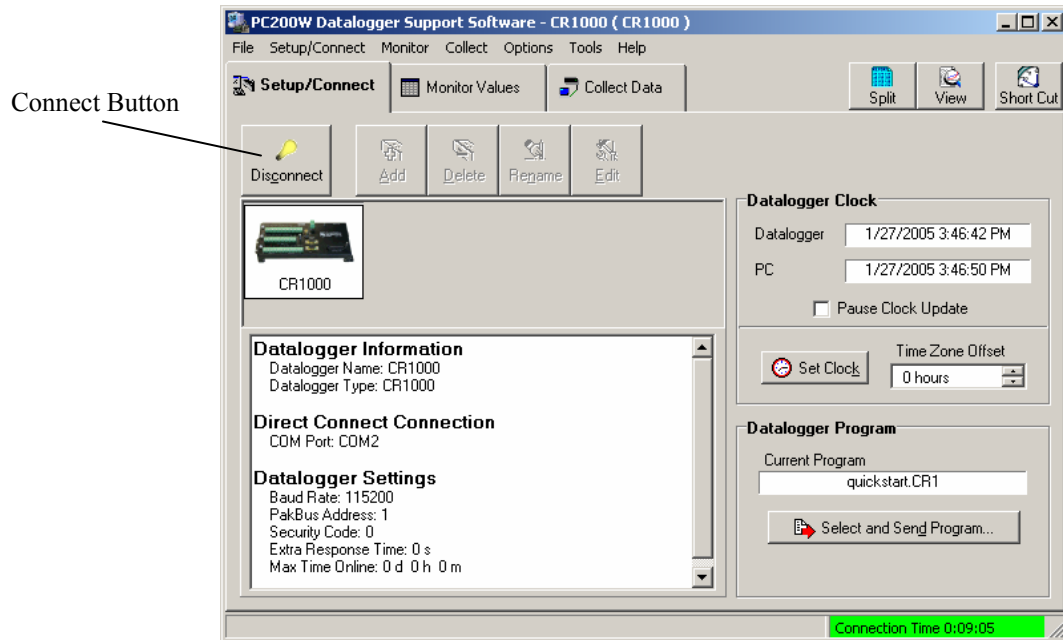 PC200W Datalogger Support Software - CR1000 ( CR1000 )
File Setup/Connect Monitor Collect Options Tools Help
Setup/Connect Monitor Values Collect Data Split View Short Cut
Connect Button
Disconnect Add Delete Rename Edit
CR1000
Datalogger Information
Datalogger Name: CR1000
Datalogger Type: CR1000
Direct Connect Connection
COM Port: COM2
Datalogger Settings
Baud Rate: 115200
PakBus Address: 1
Security Code: 0
Extra Response Time: 0 s
Max Time Online: 0 d 0 h 0 m
Datalogger Clock
Datalogger 1/27/2005 3:46:42 PM
PC 1/27/2005 3:46:50 PM
Pause Clock Update
Set Clock
Time Zone Offset
0 hours
Datalogger Program
Current Program
quickstart.CR1
Select and Send Program...
Connection Time 0:09:05